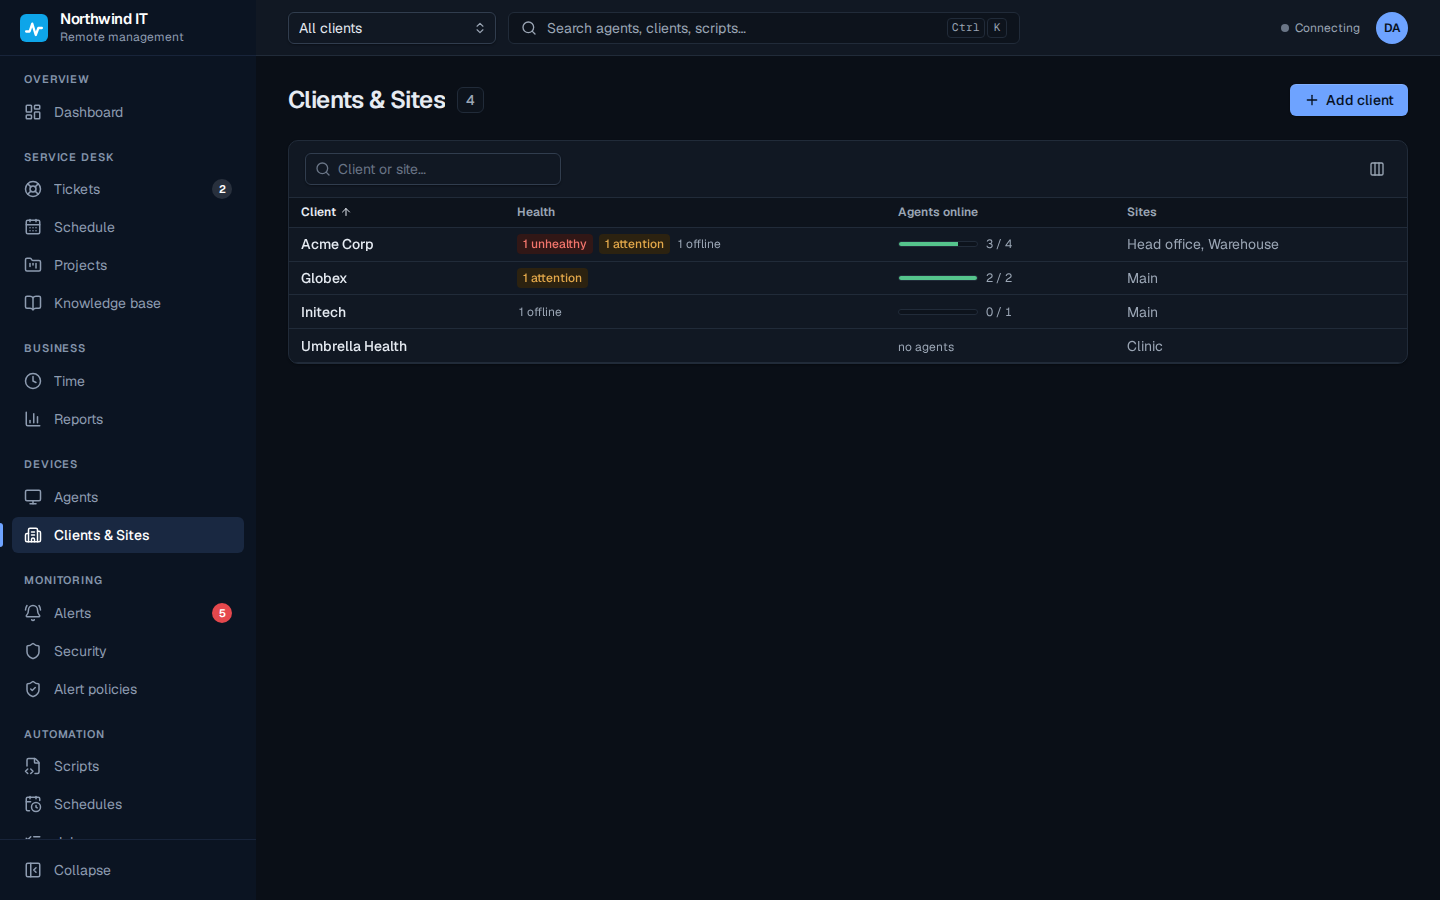 Northwind IT
Remote management
All clients
Search agents, clients, scripts...
Ctrl K
Connecting
DA
OVERVIEW
Dashboard
SERVICE DESK
Tickets 2
Schedule
Projects
Knowledge base
BUSINESS
Time
Reports
DEVICES
Agents
Clients & Sites
MONITORING
Alerts 5
Security
Alert policies
AUTOMATION
Scripts
Schedules
Collapse
Clients & Sites 4
Add client
Client or site...
Client Health Agents online Sites
Acme Corp 1 unhealthy 1 attention 1 offline 3 / 4 Head office, Warehouse
Globex 1 attention 2 / 2 Main
Initech 1 offline 0 / 1 Main
Umbrella Health no agents Clinic